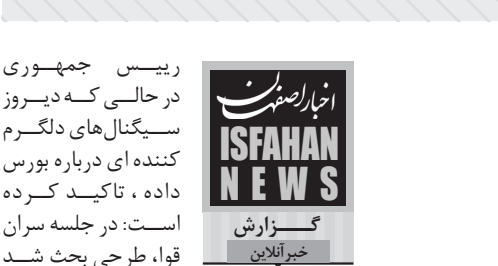 رییس جمهوری
در حالی که دیروز
سیگنال‌های دلگرم
کننده ای درباره بورس
داده ، تاکید کرده
است: در جلسه سران
قوا، طرحی بحث شد
اخبار اصفهان
ISFAHAN
NEWS
گزارش
خبرآنلاین